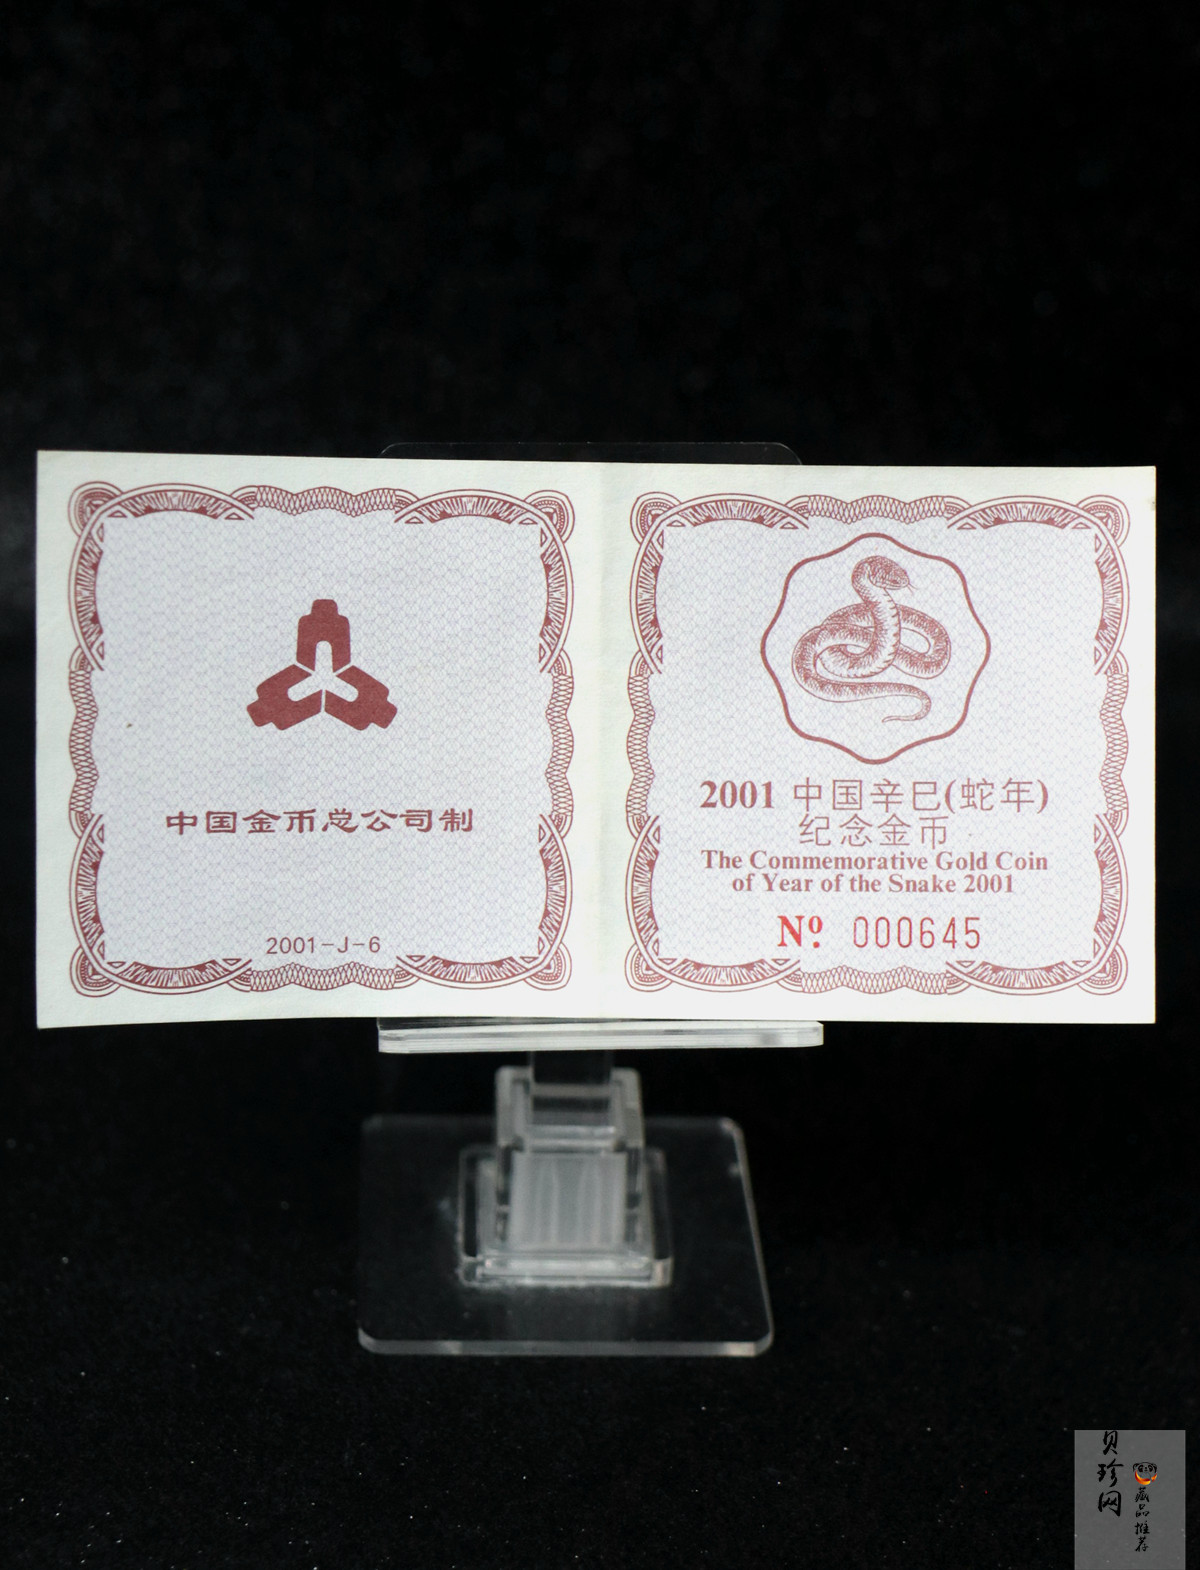 中国金币总公司制
2001-J-6
2001 中国辛巳(蛇年)
纪念金币
The Commemorative Gold Coin
of Year of the Snake 2001
Nº. 000645
贝珍网
藏品推荐